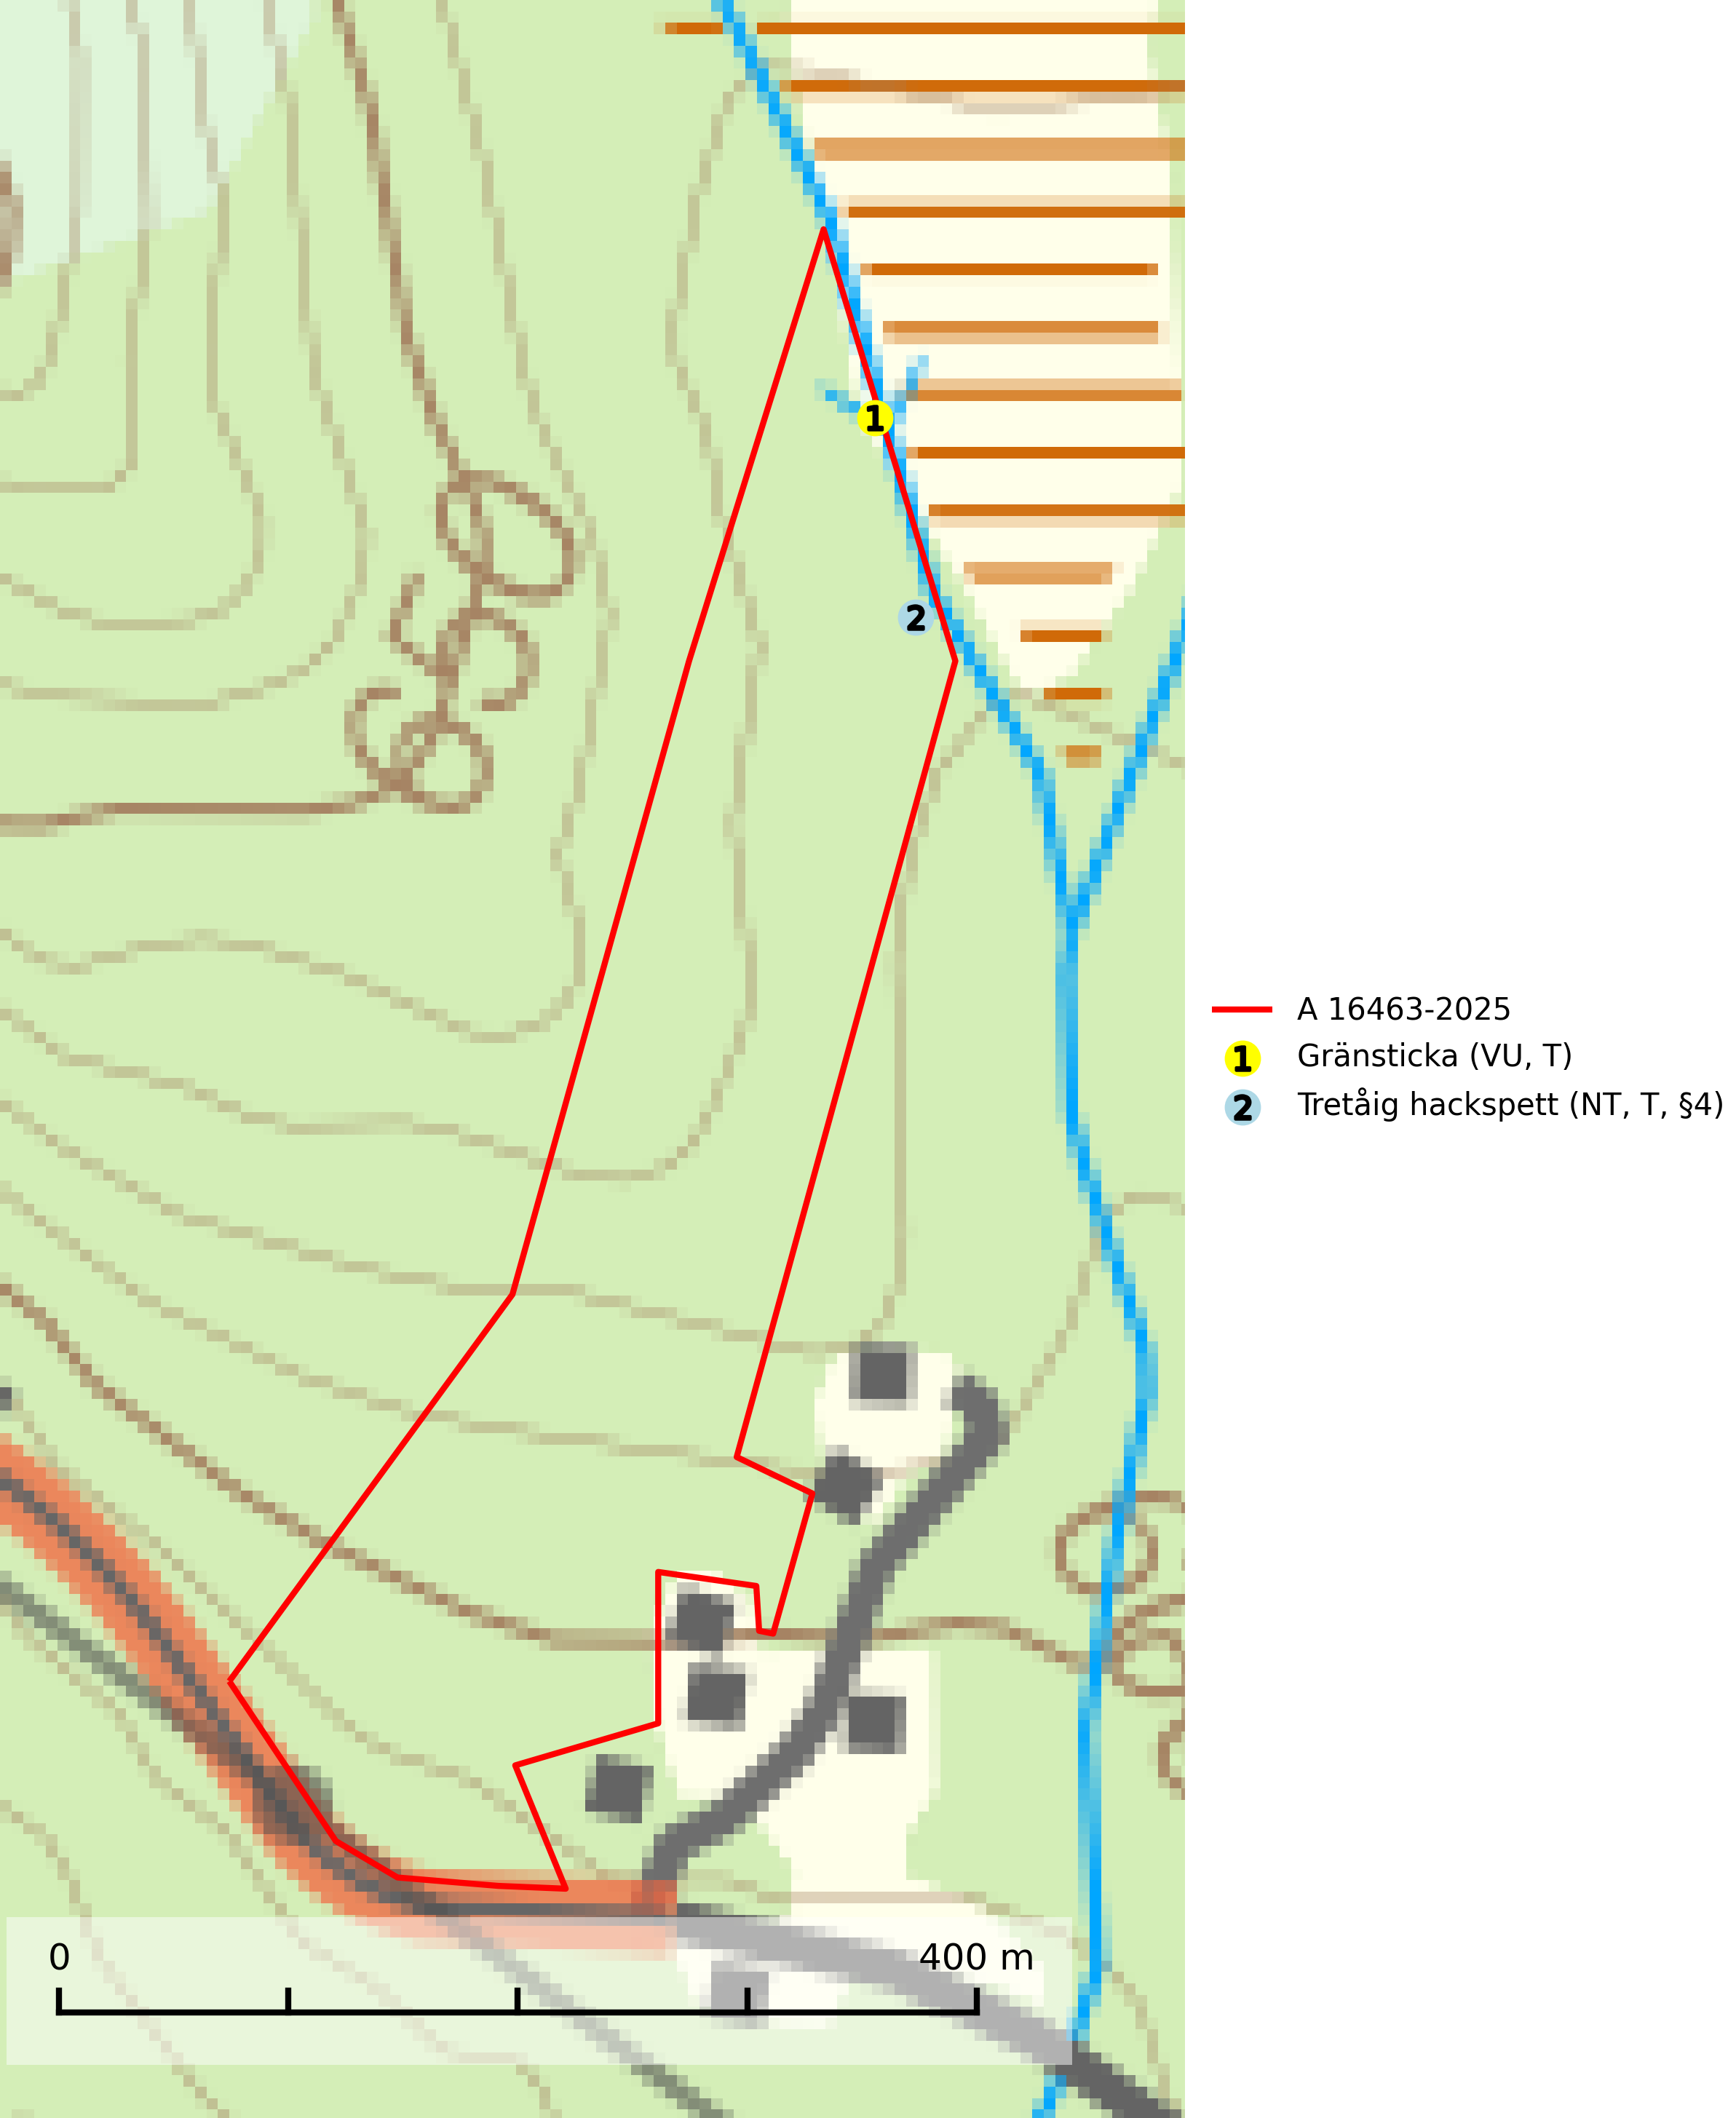 1
2
A 16463-2025
1 Gränsticka (VU, T)
2 Tretåig hackspett (NT, T, §4)
0 400 m